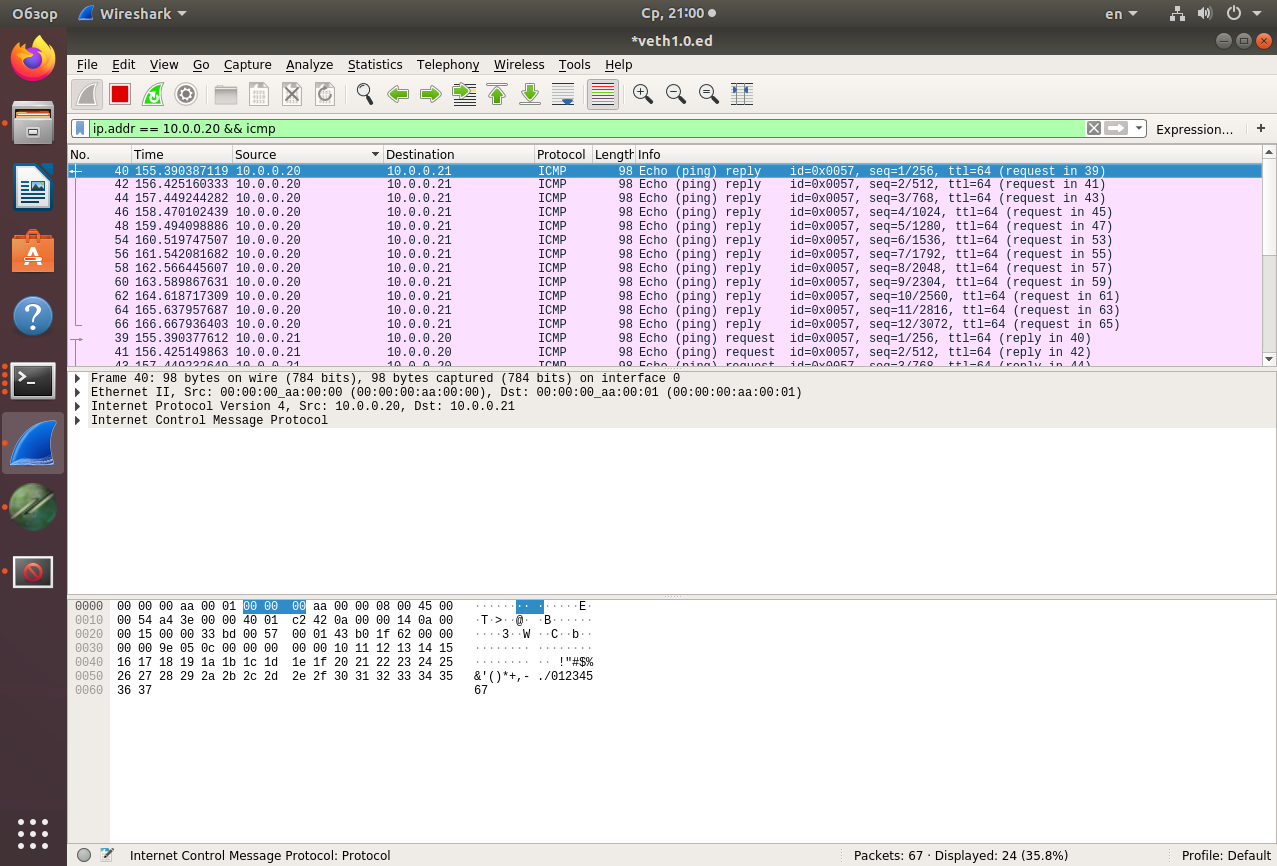 Обзор Wireshark Ср, 21:00 en
*veth1.0.ed
File Edit View Go Capture Analyze Statistics Telephony Wireless Tools Help
ip.addr == 10.0.0.20 && icmp Expression... +
No. Time Source Destination Protocol Length Info
40 155.390387119 10.0.0.20 10.0.0.21 ICMP 98 Echo (ping) reply id=0x0057, seq=1/256, ttl=64 (request in 39)
42 156.425160333 10.0.0.20 10.0.0.21 ICMP 98 Echo (ping) reply id=0x0057, seq=2/512, ttl=64 (request in 41)
44 157.449244282 10.0.0.20 10.0.0.21 ICMP 98 Echo (ping) reply id=0x0057, seq=3/768, ttl=64 (request in 43)
46 158.470102439 10.0.0.20 10.0.0.21 ICMP 98 Echo (ping) reply id=0x0057, seq=4/1024, ttl=64 (request in 45)
48 159.494098886 10.0.0.20 10.0.0.21 ICMP 98 Echo (ping) reply id=0x0057, seq=5/1280, ttl=64 (request in 47)
54 160.519747507 10.0.0.20 10.0.0.21 ICMP 98 Echo (ping) reply id=0x0057, seq=6/1536, ttl=64 (request in 53)
56 161.542081682 10.0.0.20 10.0.0.21 ICMP 98 Echo (ping) reply id=0x0057, seq=7/1792, ttl=64 (request in 55)
58 162.566445607 10.0.0.20 10.0.0.21 ICMP 98 Echo (ping) reply id=0x0057, seq=8/2048, ttl=64 (request in 57)
60 163.589867631 10.0.0.20 10.0.0.21 ICMP 98 Echo (ping) reply id=0x0057, seq=9/2304, ttl=64 (request in 59)
62 164.618717309 10.0.0.20 10.0.0.21 ICMP 98 Echo (ping) reply id=0x0057, seq=10/2560, ttl=64 (request in 61)
64 165.637957687 10.0.0.20 10.0.0.21 ICMP 98 Echo (ping) reply id=0x0057, seq=11/2816, ttl=64 (request in 63)
66 166.667936403 10.0.0.20 10.0.0.21 ICMP 98 Echo (ping) reply id=0x0057, seq=12/3072, ttl=64 (request in 65)
39 155.390377612 10.0.0.21 10.0.0.20 ICMP 98 Echo (ping) request id=0x0057, seq=1/256, ttl=64 (reply in 40)
41 156.425149863 10.0.0.21 10.0.0.20 ICMP 98 Echo (ping) request id=0x0057, seq=2/512, ttl=64 (reply in 42)
43 157.449232649 10.0.0.21 10.0.0.20 ICMP 98 Echo (ping) request id=0x0057, seq=3/768, ttl=64 (reply in 44)
Frame 40: 98 bytes on wire (784 bits), 98 bytes captured (784 bits) on interface 0
Ethernet II, Src: 00:00:00_aa:00:00 (00:00:00:aa:00:00), Dst: 00:00:00_aa:00:01 (00:00:00:aa:00:01)
Internet Protocol Version 4, Src: 10.0.0.20, Dst: 10.0.0.21
Internet Control Message Protocol
0000 00 00 00 aa 00 01 00 00 00 aa 00 00 08 00 45 00 ········ ······E·
0010 00 54 a4 3e 00 00 40 01 c2 42 0a 00 00 14 0a 00 ·T·>··@· ·B······
0020 00 15 00 00 33 bd 00 57 00 01 43 b0 1f 62 00 00 ····3··W ··C··b··
0030 00 00 9e 05 0c 00 00 00 00 00 10 11 12 13 14 15 ········ ········
0040 16 17 18 19 1a 1b 1c 1d 1e 1f 20 21 22 23 24 25 ········ ·· !"#$%
0050 26 27 28 29 2a 2b 2c 2d 2e 2f 30 31 32 33 34 35 &'()*+,- ./012345
0060 36 37 67
Internet Control Message Protocol: Protocol Packets: 67 · Displayed: 24 (35.8%) Profile: Default